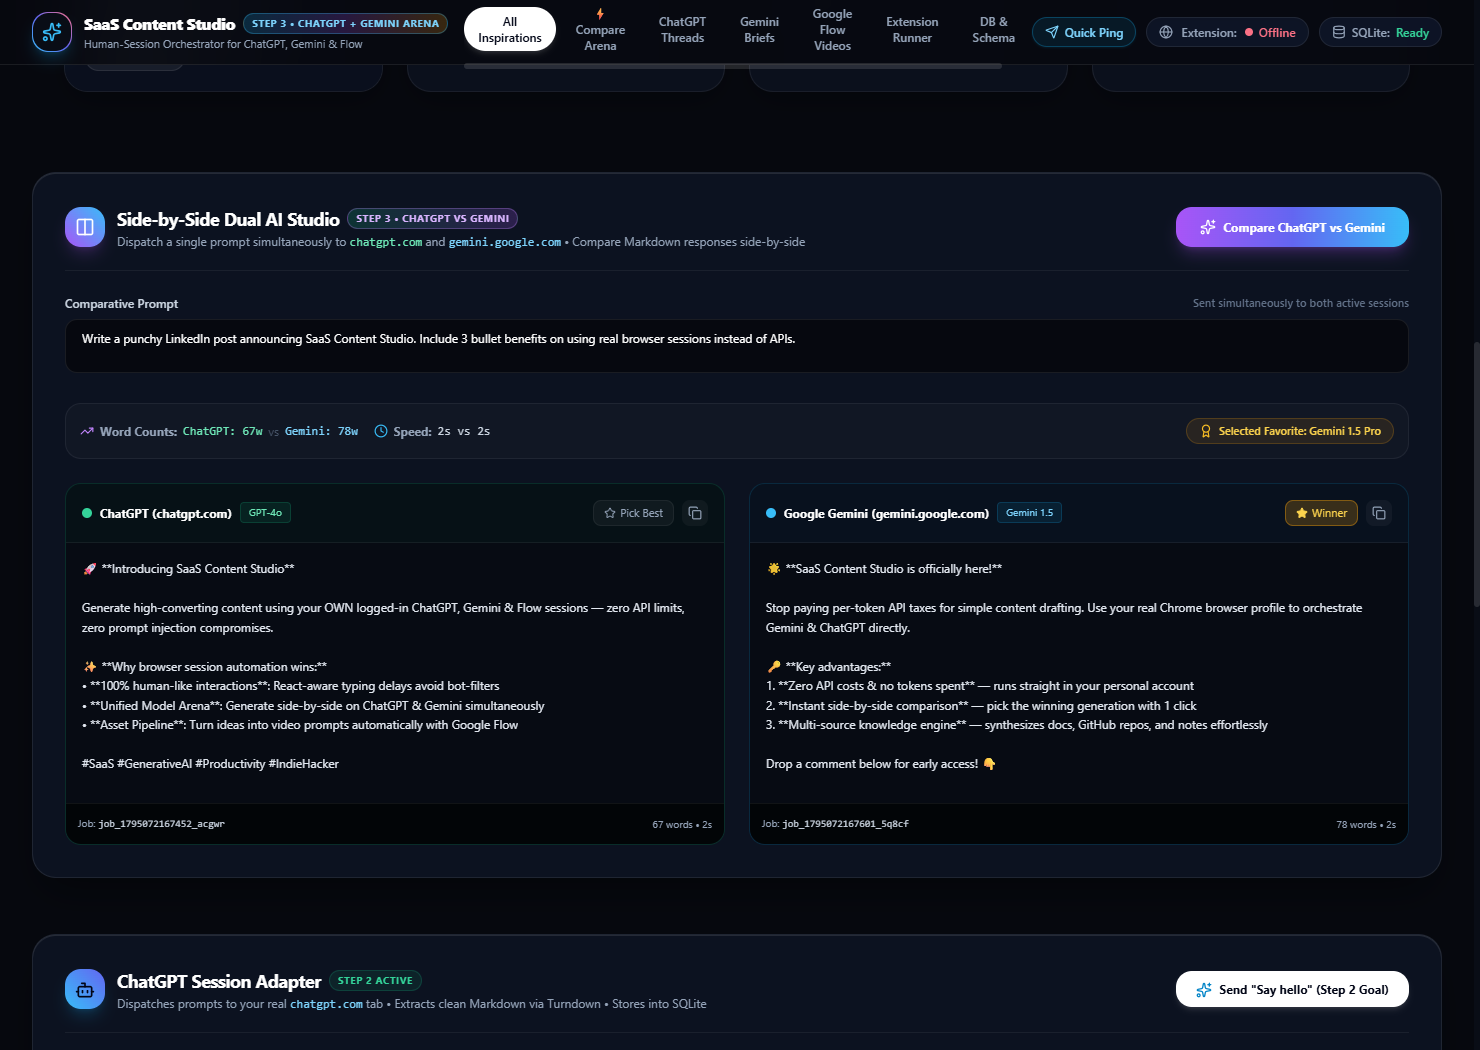 SaaS Content Studio STEP 3 • CHATGPT + GEMINI ARENA
Human-Session Orchestrator for ChatGPT, Gemini & Flow
All
Inspirations
Compare
Arena
ChatGPT
Threads
Gemini
Briefs
Google
Flow
Videos
Extension
Runner
DB &
Schema
Quick Ping
Extension: Offline
SQLite: Ready
Side-by-Side Dual AI Studio STEP 3 • CHATGPT VS GEMINI
Dispatch a single prompt simultaneously to chatgpt.com and gemini.google.com • Compare Markdown responses side-by-side
Compare ChatGPT vs Gemini
Comparative Prompt
Sent simultaneously to both active sessions
Write a punchy LinkedIn post announcing SaaS Content Studio. Include 3 bullet benefits on using real browser sessions instead of APIs.
Word Counts: ChatGPT: 67w vs Gemini: 78w Speed: 2s vs 2s
Selected Favorite: Gemini 1.5 Pro
ChatGPT (chatgpt.com) GPT-4o
Pick Best
🚀 **Introducing SaaS Content Studio**
Generate high-converting content using your OWN logged-in ChatGPT, Gemini & Flow sessions — zero API limits,
zero prompt injection compromises.
✨ **Why browser session automation wins:**
• **100% human-like interactions**: React-aware typing delays avoid bot-filters
• **Unified Model Arena**: Generate side-by-side on ChatGPT & Gemini simultaneously
• **Asset Pipeline**: Turn ideas into video prompts automatically with Google Flow
#SaaS #GenerativeAI #Productivity #IndieHacker
Job: job_1795072167452_acgwr
67 words • 2s
Google Gemini (gemini.google.com) Gemini 1.5
Winner
🌟 **SaaS Content Studio is officially here!**
Stop paying per-token API taxes for simple content drafting. Use your real Chrome browser profile to orchestrate
Gemini & ChatGPT directly.
🔑 **Key advantages:**
1. **Zero API costs & no tokens spent** — runs straight in your personal account
2. **Instant side-by-side comparison** — pick the winning generation with 1 click
3. **Multi-source knowledge engine** — synthesizes docs, GitHub repos, and notes effortlessly
Drop a comment below for early access! 👇
Job: job_1795072167601_5q8cf
78 words • 2s
ChatGPT Session Adapter STEP 2 ACTIVE
Dispatches prompts to your real chatgpt.com tab • Extracts clean Markdown via Turndown • Stores into SQLite
Send "Say hello" (Step 2 Goal)